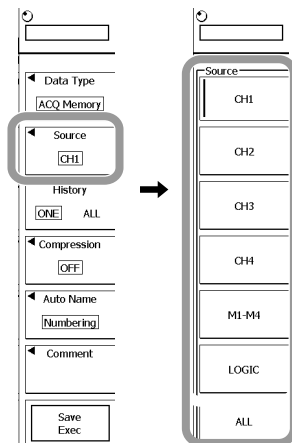 Data Type
ACQ Memory
Source
CH1
History
ONE ALL
Compression
OFF
Auto Name
Numbering
Comment
Save
Exec
Source
CH1
CH2
CH3
CH4
M1-M4
LOGIC
ALL